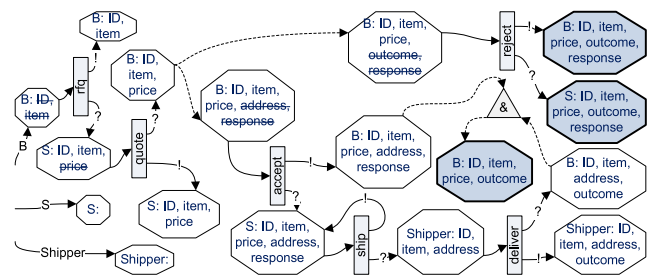 B: ID,
item
B: ID, item,
price,
outcome,
response
reject
!
?
B: ID, item,
price, outcome,
response
!
rfq
?
B: ID,
item,
price
B: ID,
item
B
B: ID, item,
price, address,
response
S: ID, item,
price, outcome,
response
&
S: ID, item,
price
quote
?
!
B: ID, item,
price, address,
response
B: ID, item,
price, outcome
B: ID, item,
address,
outcome
accept
!
?
S
S:
S: ID, item,
price
S: ID, item,
price, address,
response
!
ship
?
Shipper: ID,
item, address
deliver
?
!
Shipper: ID,
item, address,
outcome
Shipper
Shipper: